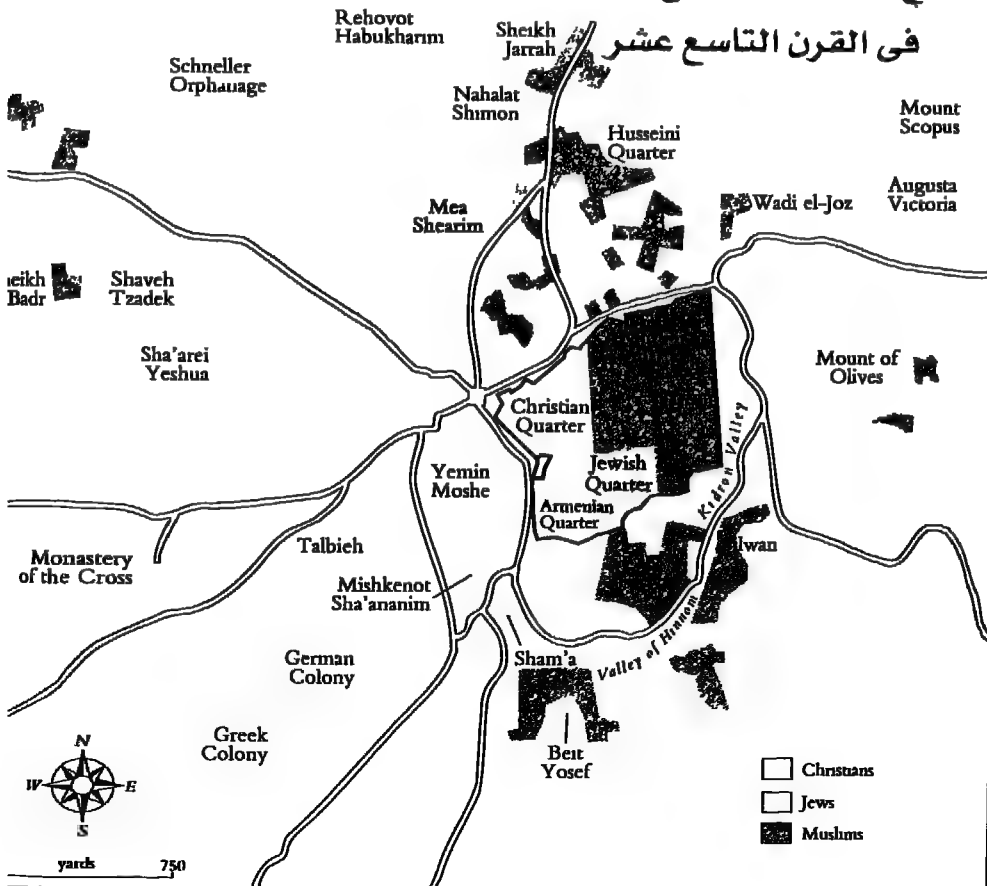 فى القرن التاسع عشر
Rehovot
Habukharim
Sheikh
Jarrah
Schneller
Orphanage
Nahalat
Shimon
Mount
Scopus
Husseini
Quarter
Augusta
Victoria
Wadi el-Joz
Mea
Shearim
eikh
Badr
Shaveh
Tzadek
Sha'arei
Yeshua
Mount of
Olives
Christian
Quarter
Kidron Valley
Jewish
Quarter
Yemin
Moshe
Armenian
Quarter
Iwan
Talbieh
Monastery
of the Cross
Mishkenot
Sha'ananim
Valley of Hinnom
Sham'a
German
Colony
Greek
Colony
Beit
Yosef
N
W E
S
Christians
Jews
Muslims
yards 750